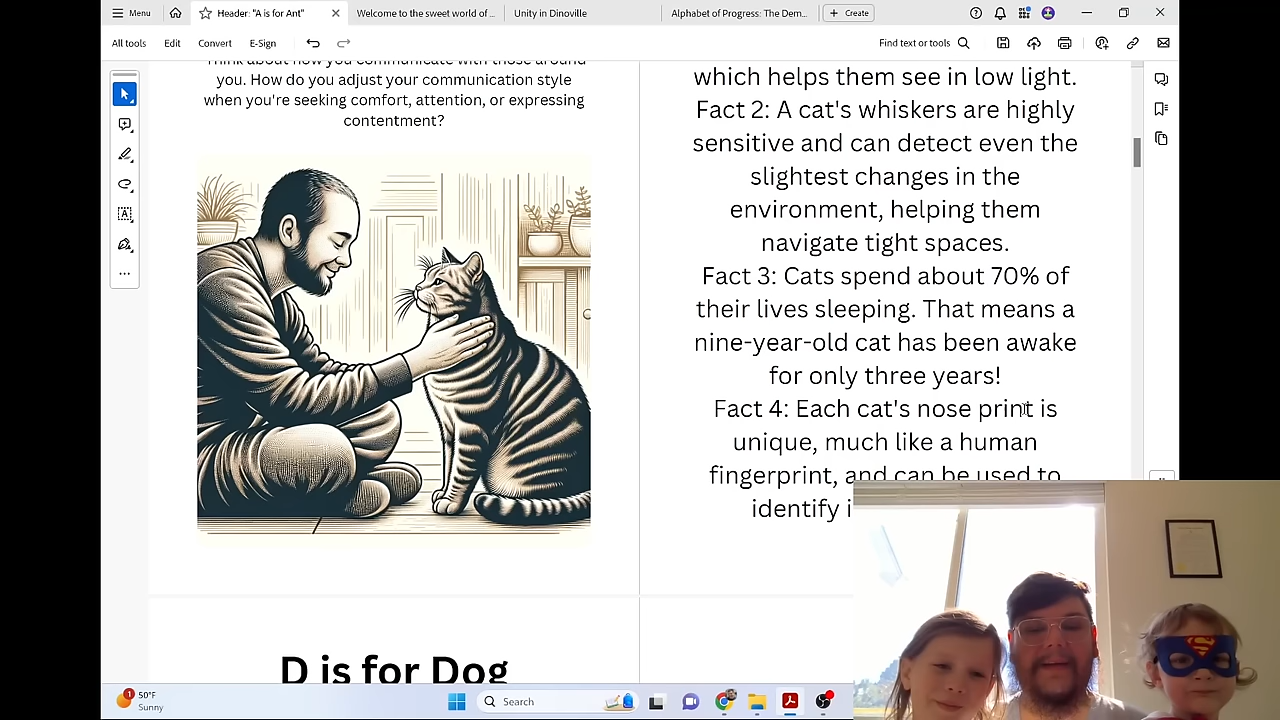 Menu
Header: "A is for Ant"
Welcome to the sweet world of ...
Unity in Dinoville
Alphabet of Progress: The Dem...
Create
All tools
Edit
Convert
E-Sign
Find text or tools
you. How do you adjust your communication style
when you're seeking comfort, attention, or expressing
contentment?
which helps them see in low light.
Fact 2: A cat's whiskers are highly
sensitive and can detect even the
slightest changes in the
environment, helping them
navigate tight spaces.
Fact 3: Cats spend about 70% of
their lives sleeping. That means a
nine-year-old cat has been awake
for only three years!
Fact 4: Each cat's nose print is
unique, much like a human
fingerprint, and can be used to
identify i
D is for Dog
1
50°F
Sunny
Search